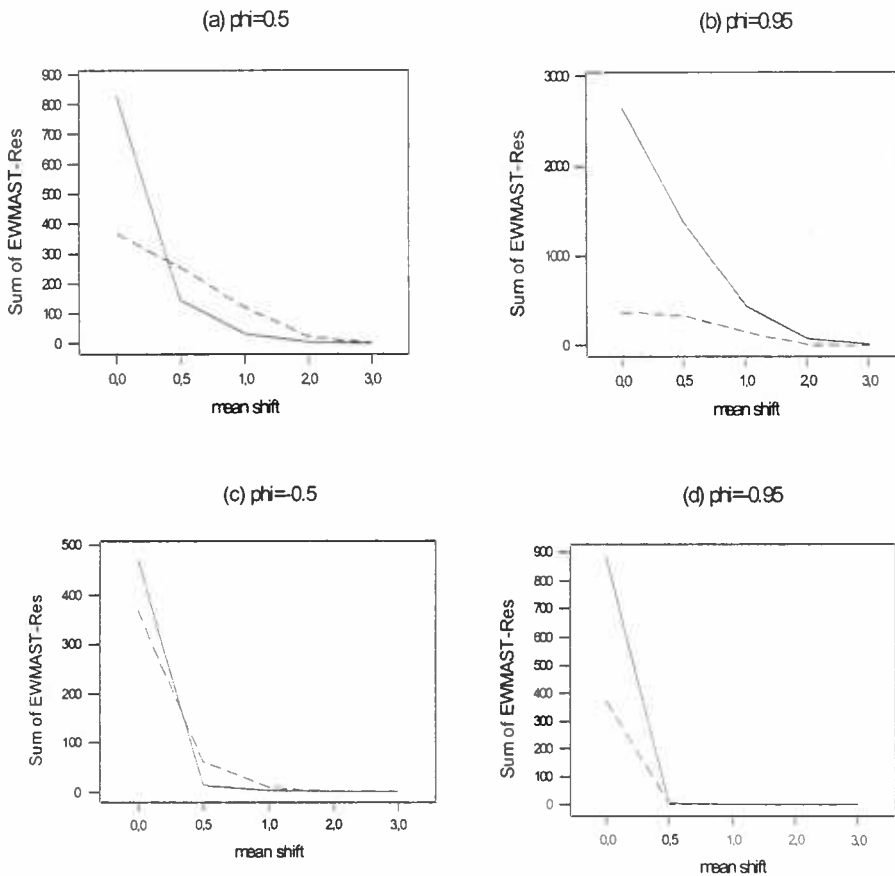 (a) phi=0.5
900
800
700
600
500
400
300
200
100
0
Sum of EWMAST-Res
0,0 0,5 1,0 2,0 3,0
mean shift
(b) phi=0.95
3000
2000
1000
0
Sum of EWMAST-Res
0,0 0,5 1,0 2,0 3,0
mean shift
(c) phi=-0.5
500
400
300
200
100
0
Sum of EWMAST-Res
0,0 0,5 1,0 2,0 3,0
mean shift
(d) phi=-0.95
900
800
700
600
500
400
300
200
100
0
Sum of EWMAST-Res
0,0 0,5 1,0 2,0 3,0
mean shift